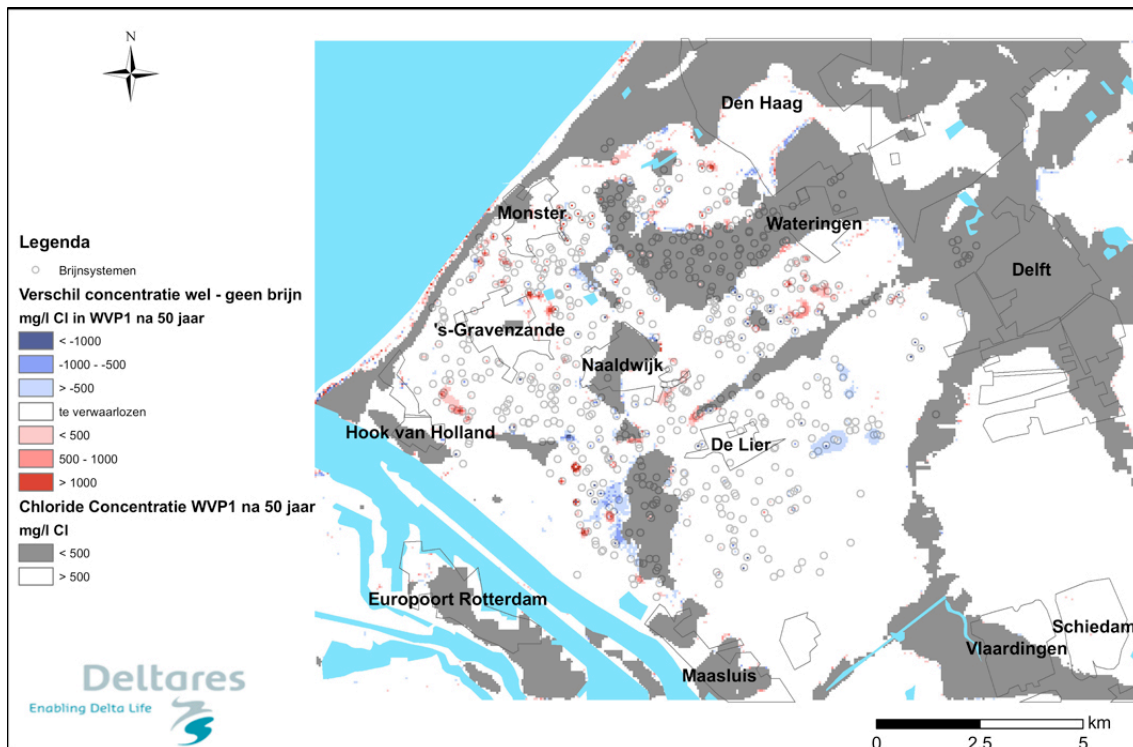 N
Den Haag
Monster
Wateringen
Delft
's-Gravenzande
Naaldwijk
Hoek van Holland
De Lier
Europoort Rotterdam
Maasluis
Vlaardingen
Schiedam
Legenda
Brijnsystemen
Verschil concentratie wel - geen brijn
mg/l Cl in WVP1 na 50 jaar
< -1000
-1000 - -500
> -500
te verwaarlozen
< 500
500 - 1000
> 1000
Chloride Concentratie WVP1 na 50 jaar
mg/l Cl
< 500
> 500
Deltares
Enabling Delta Life
km
0 2.5 5